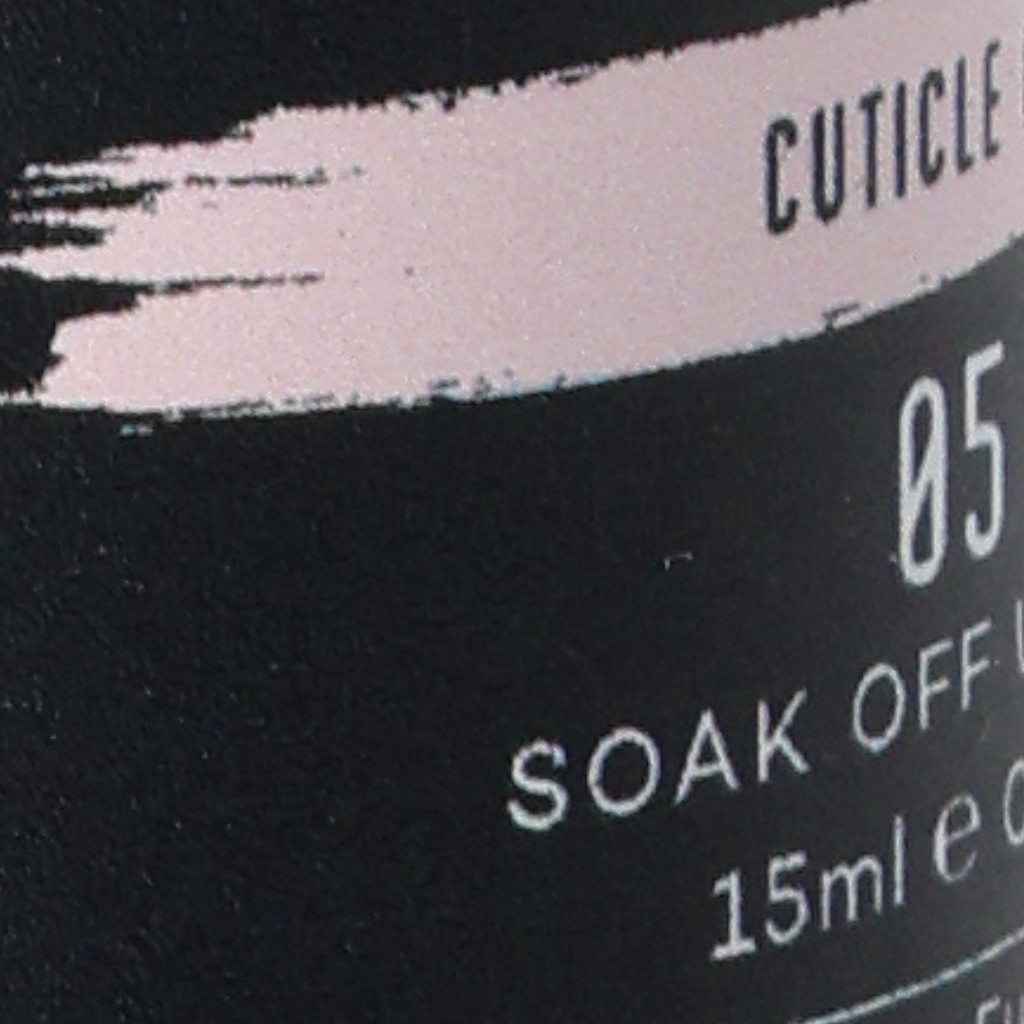 CUTICLE
05
SOAK OFF
15ml e